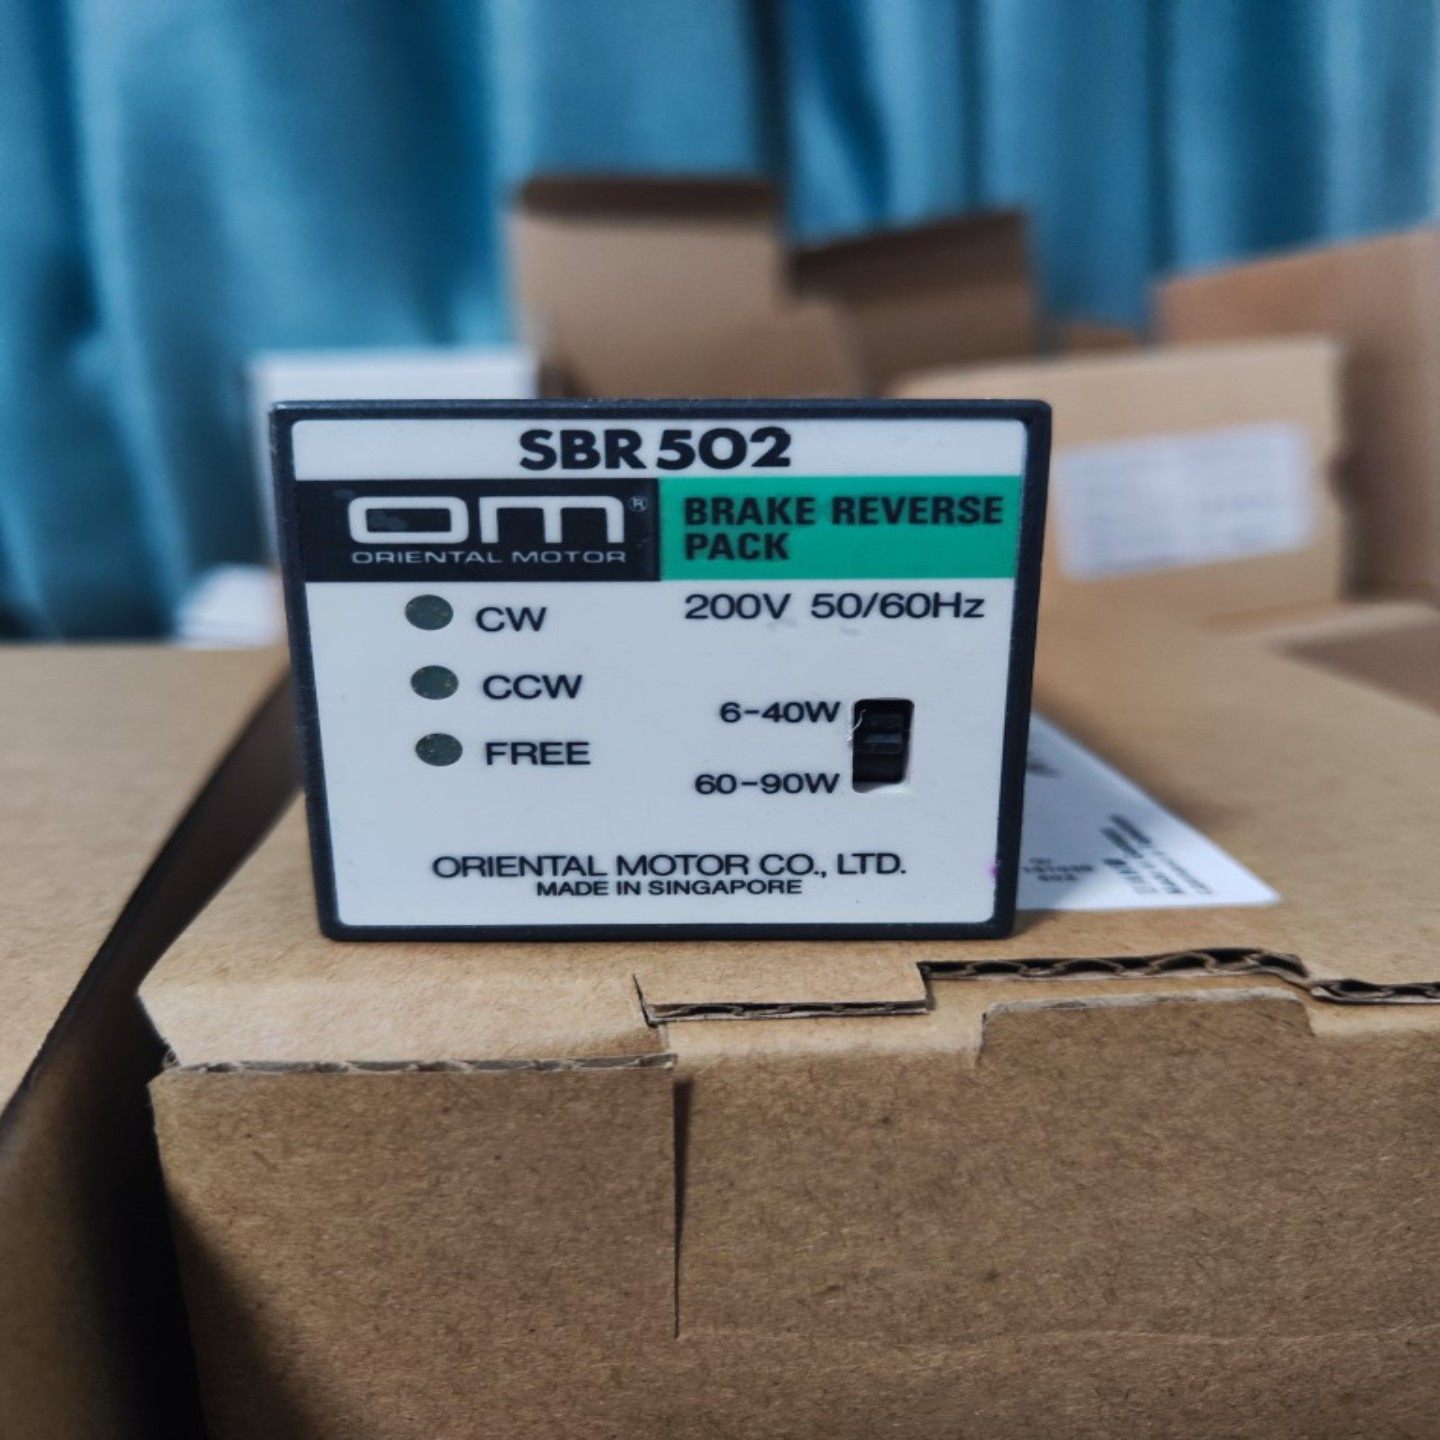 SBR502
OM®
ORIENTAL MOTOR
BRAKE REVERSE
PACK
CW
200V 50/60Hz
CCW
6-40W
FREE
60-90W
ORIENTAL MOTOR CO., LTD.
MADE IN SINGAPORE